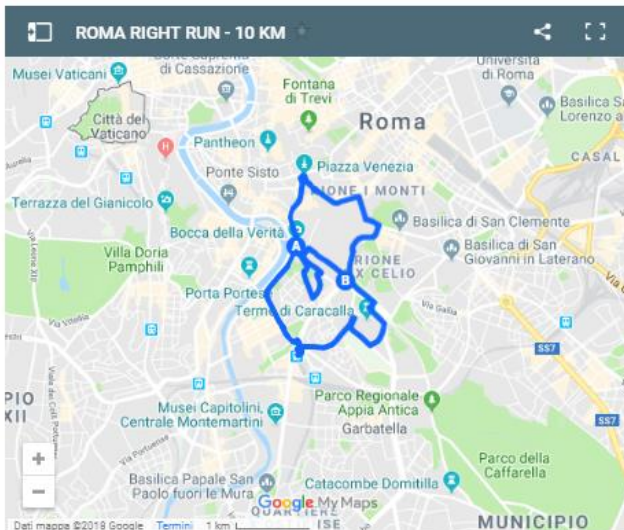 ROMA RIGHT RUN - 10 KM
Musei Vaticani
di Cassazione
Università
di Roma
Fontana
di Trevi
Basilica Sa
Lorenzo a
Città del
Vaticano
H
Pantheon
Roma
Ponte Sisto
Piazza Venezia
CASAL
IONE I MONTI
Terrazza del Gianicolo
Bocca della Verità
Basilica di San Clemente
A
Basilica di San
Giovanni in Laterano
Villa Doria
Pamphili
RIONE
X CELIO
B
Porta Portese
Via Gallia
Terme di Caracalla
Via Vitellia
SS7
PIO
XII
Parco Regionale
Appia Antica
Musei Capitolini,
Centrale Montemartini
Garbatella
SS7
Via Portuense
Parco della
Caffarella
+
−
Basilica Papale San
Paolo fuori le Mura
Catacombe Domitilla
Google My Maps
QUARTIERE
ISE
MUNICIPIO
Dati mappa ©2018 Google Termini 1 km